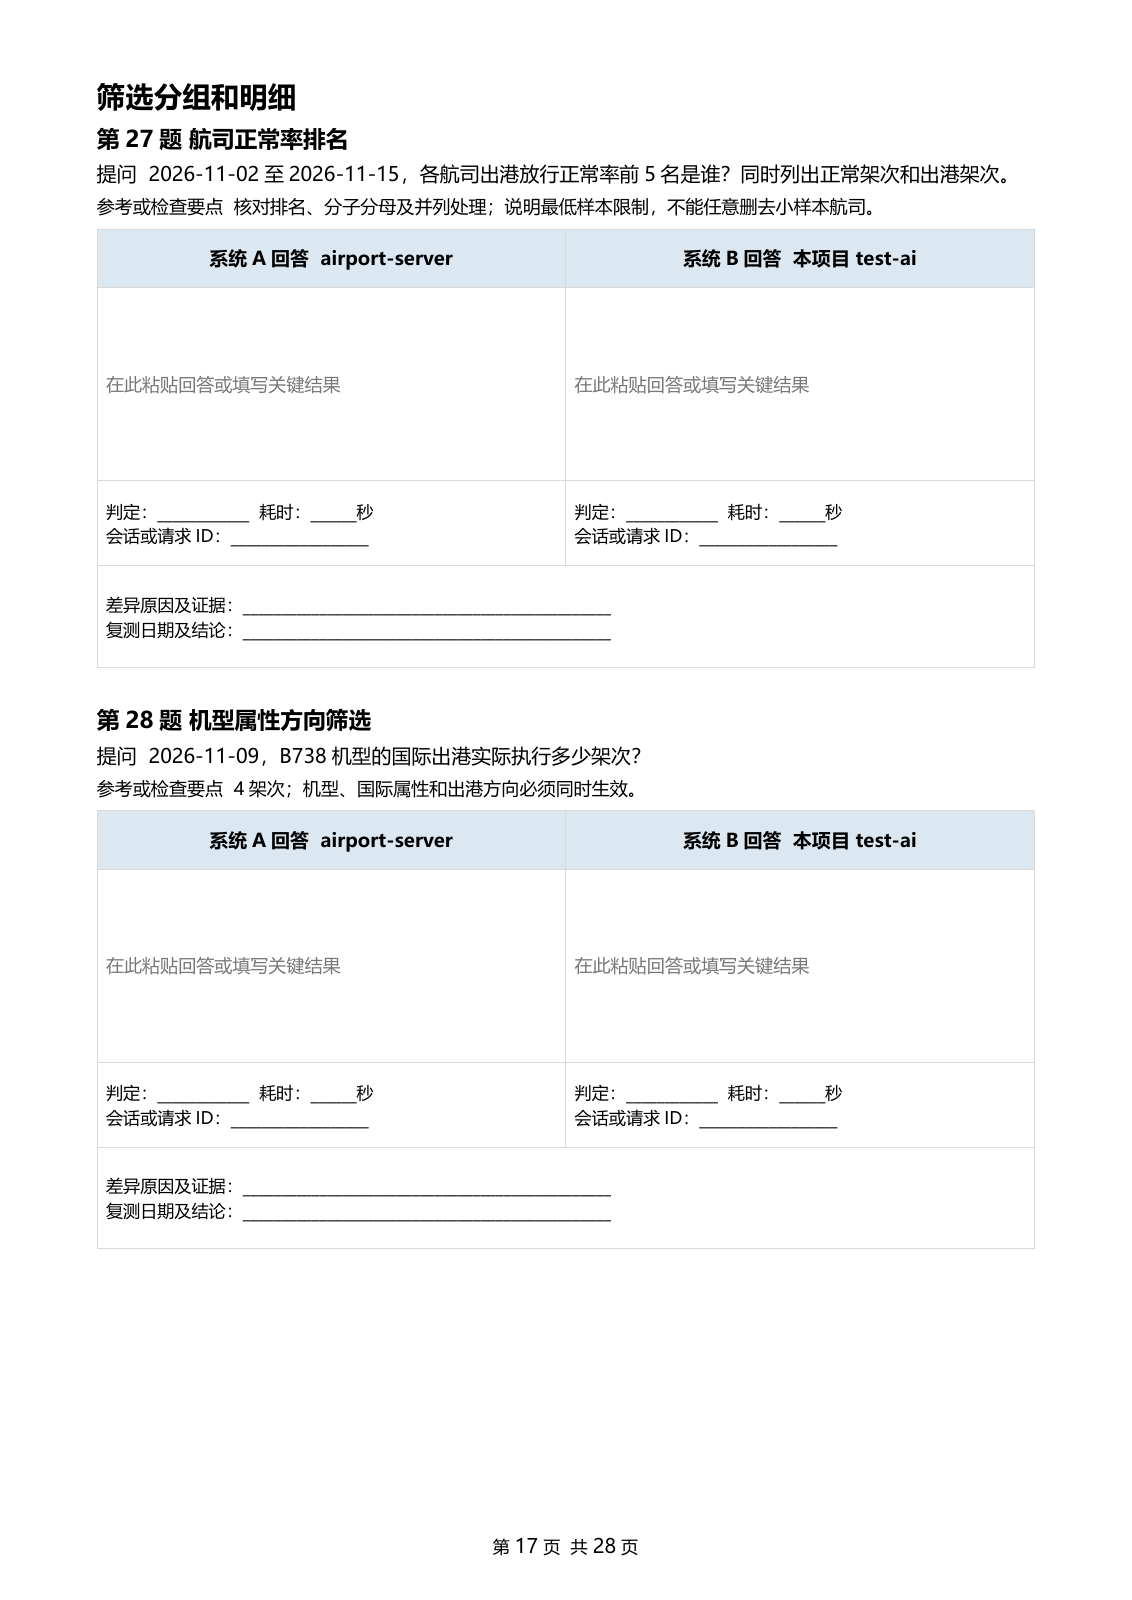 筛选分组和明细
第 27 题 航司正常率排名
提问  2026-11-02 至 2026-11-15，各航司出港放行正常率前 5 名是谁？同时列出正常架次和出港架次。
参考或检查要点  核对排名、分子分母及并列处理；说明最低样本限制，不能任意删去小样本航司。
系统 A 回答  airport-server
系统 B 回答  本项目 test-ai
在此粘贴回答或填写关键结果
在此粘贴回答或填写关键结果
判定：____________  耗时：______秒
会话或请求 ID：__________________
判定：____________  耗时：______秒
会话或请求 ID：__________________
差异原因及证据：________________________________________________
复测日期及结论：________________________________________________
第 28 题 机型属性方向筛选
提问  2026-11-09，B738 机型的国际出港实际执行多少架次？
参考或检查要点  4 架次；机型、国际属性和出港方向必须同时生效。
系统 A 回答  airport-server
系统 B 回答  本项目 test-ai
在此粘贴回答或填写关键结果
在此粘贴回答或填写关键结果
判定：____________  耗时：______秒
会话或请求 ID：__________________
判定：____________  耗时：______秒
会话或请求 ID：__________________
差异原因及证据：________________________________________________
复测日期及结论：________________________________________________
第 17 页  共 28 页